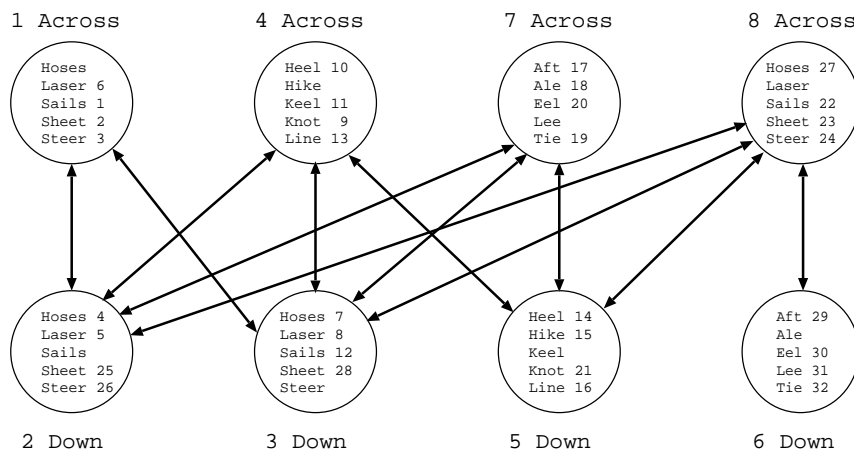 1 Across
4 Across
7 Across
8 Across
Hoses
Laser 6
Sails 1
Sheet 2
Steer 3
Heel 10
Hike
Keel 11
Knot 9
Line 13
Aft 17
Ale 18
Eel 20
Lee
Tie 19
Hoses 27
Laser
Sails 22
Sheet 23
Steer 24
Hoses 4
Laser 5
Sails
Sheet 25
Steer 26
Hoses 7
Laser 8
Sails 12
Sheet 28
Steer
Heel 14
Hike 15
Keel
Knot 21
Line 16
Aft 29
Ale
Eel 30
Lee 31
Tie 32
2 Down
3 Down
5 Down
6 Down